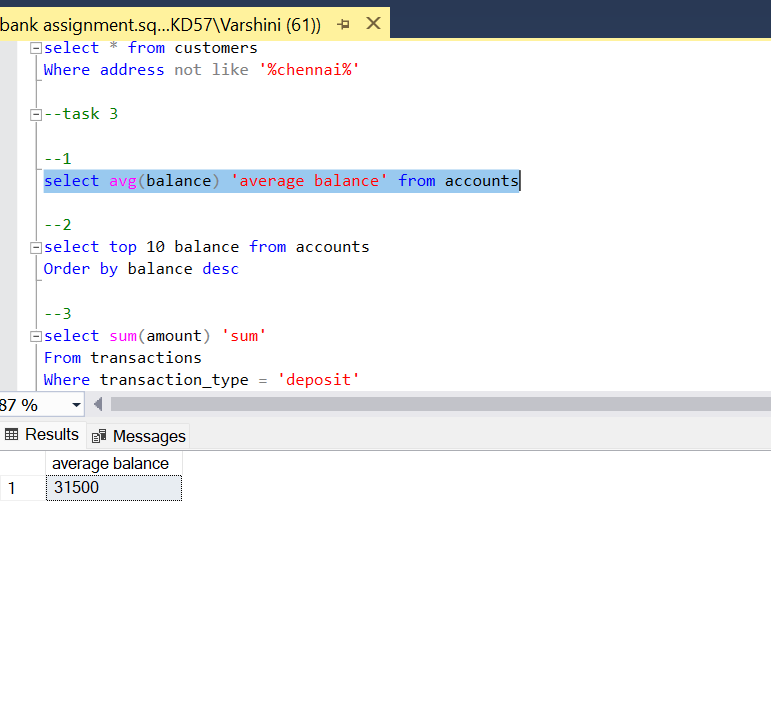 bank assignment.sq...KD57\Varshini (61))
select * from customers
Where address not like '%chennai%'
--task 3
--1
select avg(balance) 'average balance' from accounts
--2
select top 10 balance from accounts
Order by balance desc
--3
select sum(amount) 'sum'
From transactions
Where transaction_type = 'deposit'
87 %
Results Messages
average balance
1 31500